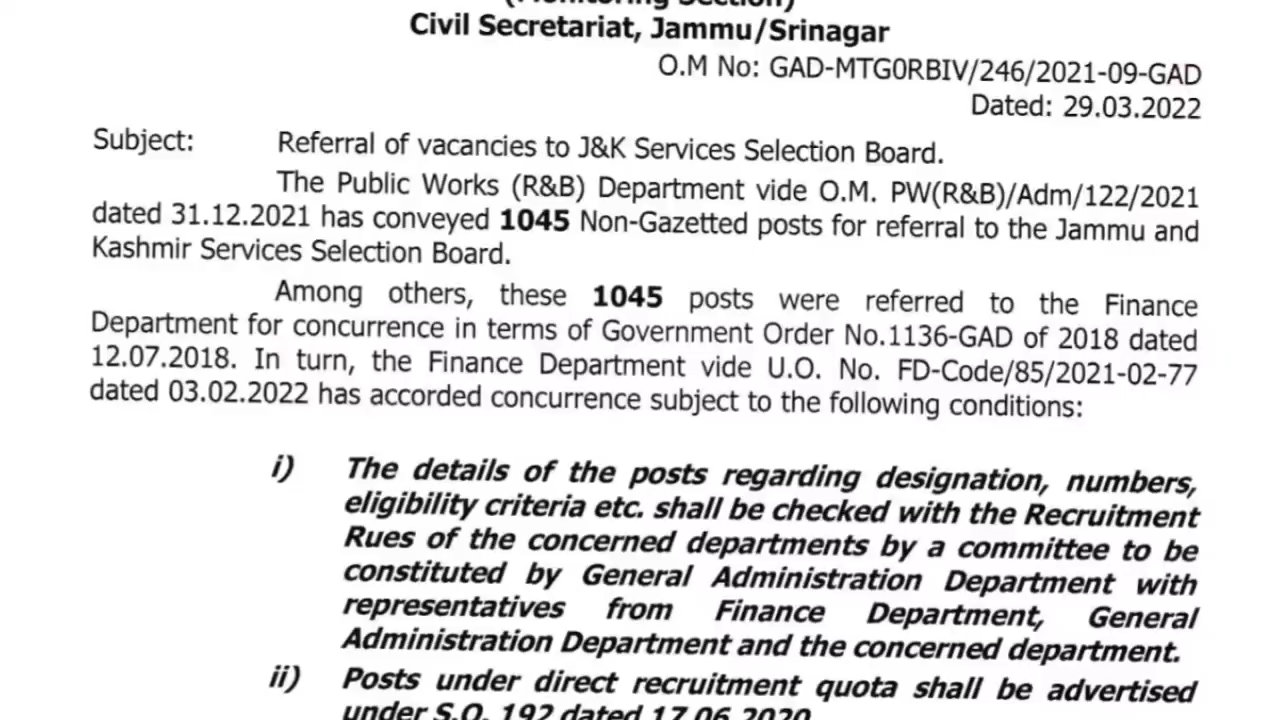 (Monitoring Section)
Civil Secretariat, Jammu/Srinagar
O.M No: GAD-MTG0RBIV/246/2021-09-GAD
Dated: 29.03.2022
Subject: Referral of vacancies to J&K Services Selection Board.
The Public Works (R&B) Department vide O.M. PW(R&B)/Adm/122/2021
dated 31.12.2021 has conveyed 1045 Non-Gazetted posts for referral to the Jammu and
Kashmir Services Selection Board.
Among others, these 1045 posts were referred to the Finance
Department for concurrence in terms of Government Order No.1136-GAD of 2018 dated
12.07.2018. In turn, the Finance Department vide U.O. No. FD-Code/85/2021-02-77
dated 03.02.2022 has accorded concurrence subject to the following conditions:
i) The details of the posts regarding designation, numbers,
eligibility criteria etc. shall be checked with the Recruitment
Rues of the concerned departments by a committee to be
constituted by General Administration Department with
representatives from Finance Department, General
Administration Department and the concerned department.
ii) Posts under direct recruitment quota shall be advertised
under S.O. 192 dated 17.06.2020